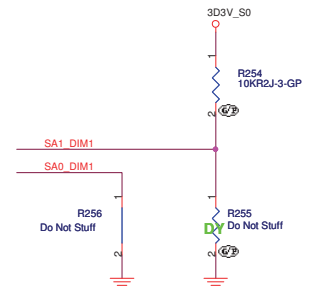 3D3V_S0
1
R254
10KR2J-3-GP
2
G/P
SA1_DIM1
SA0_DIM1
1
1
R256
R255
Do Not Stuff
DY
Do Not Stuff
2
2
G/P